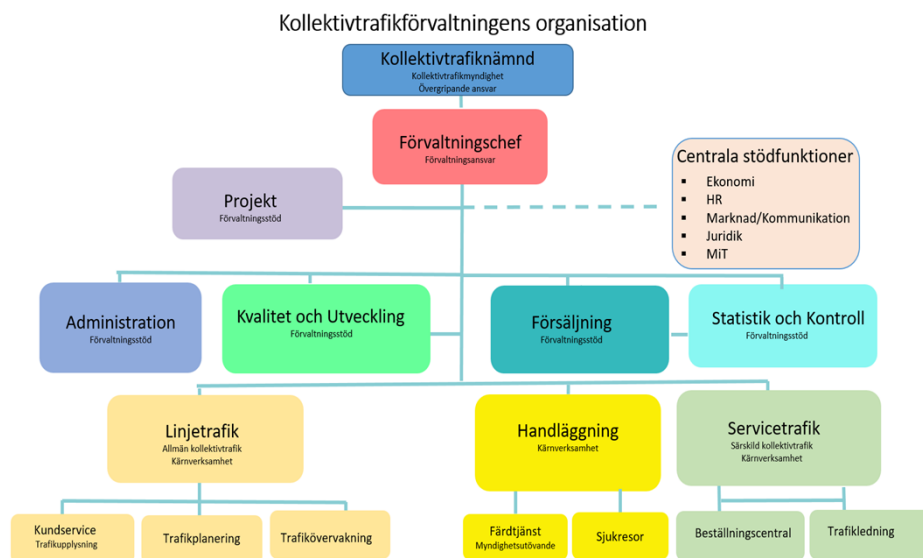 Kollektivtrafikförvaltningens organisation
Kollektivtrafiknämnd
Kollektivtrafikmyndighet
Övergripande ansvar
Förvaltningschef
Förvaltningsansvar
Projekt
Förvaltningsstöd
Centrala stödfunktioner
▪ Ekonomi
▪ HR
▪ Marknad/Kommunikation
▪ Juridik
▪ MiT
Administration
Förvaltningsstöd
Kvalitet och Utveckling
Förvaltningsstöd
Försäljning
Förvaltningsstöd
Statistik och Kontroll
Förvaltningsstöd
Linjetrafik
Allmän kollektivtrafik
Kärnverksamhet
Handläggning
Kärnverksamhet
Servicetrafik
Särskild kollektivtrafik
Kärnverksamhet
Kundservice
Trafikupplysning
Trafikplanering
Trafikövervakning
Färdtjänst
Myndighetsutövande
Sjukresor
Beställningscentral
Trafikledning